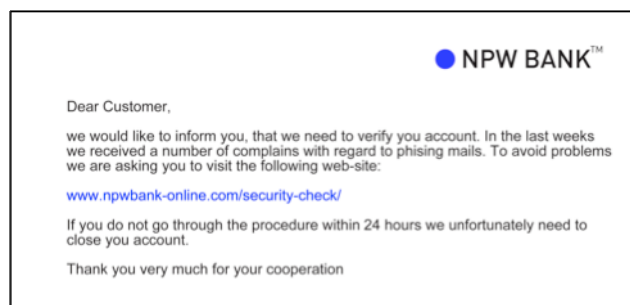 NPW BANK™
Dear Customer,
we would like to inform you, that we need to verify you account. In the last weeks
we received a number of complains with regard to phising mails. To avoid problems
we are asking you to visit the following web-site:
www.npwbank-online.com/security-check/
If you do not go through the procedure within 24 hours we unfortunately need to
close you account.
Thank you very much for your cooperation